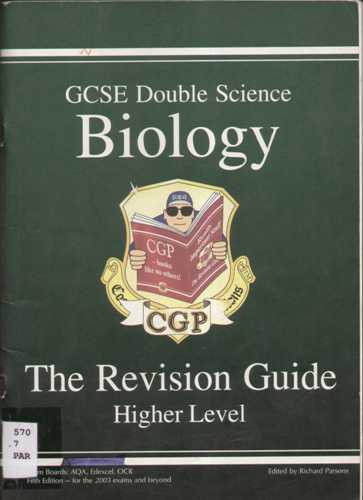 GCSE Double Science
Biology
CGP
- books
like no others!
CGP
The Revision Guide
Higher Level
570
.7
PAR
Boards: AQA, Edexcel, OCR
Fifth Edition - for the 2003 exams and beyond
Edited by Richard Parsons